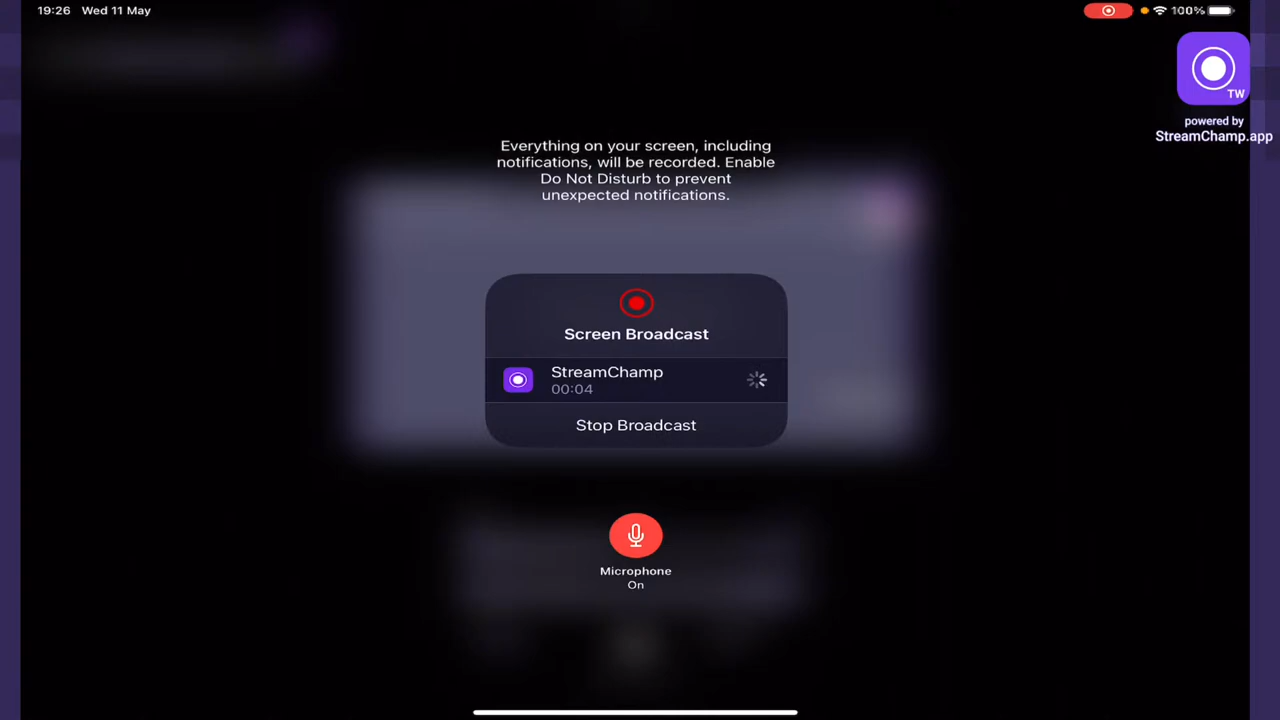 19:26 Wed 11 May
100%
TW
powered by
StreamChamp.app
Everything on your screen, including
notifications, will be recorded. Enable
Do Not Disturb to prevent
unexpected notifications.
Screen Broadcast
StreamChamp
00:04
Stop Broadcast
Microphone
On